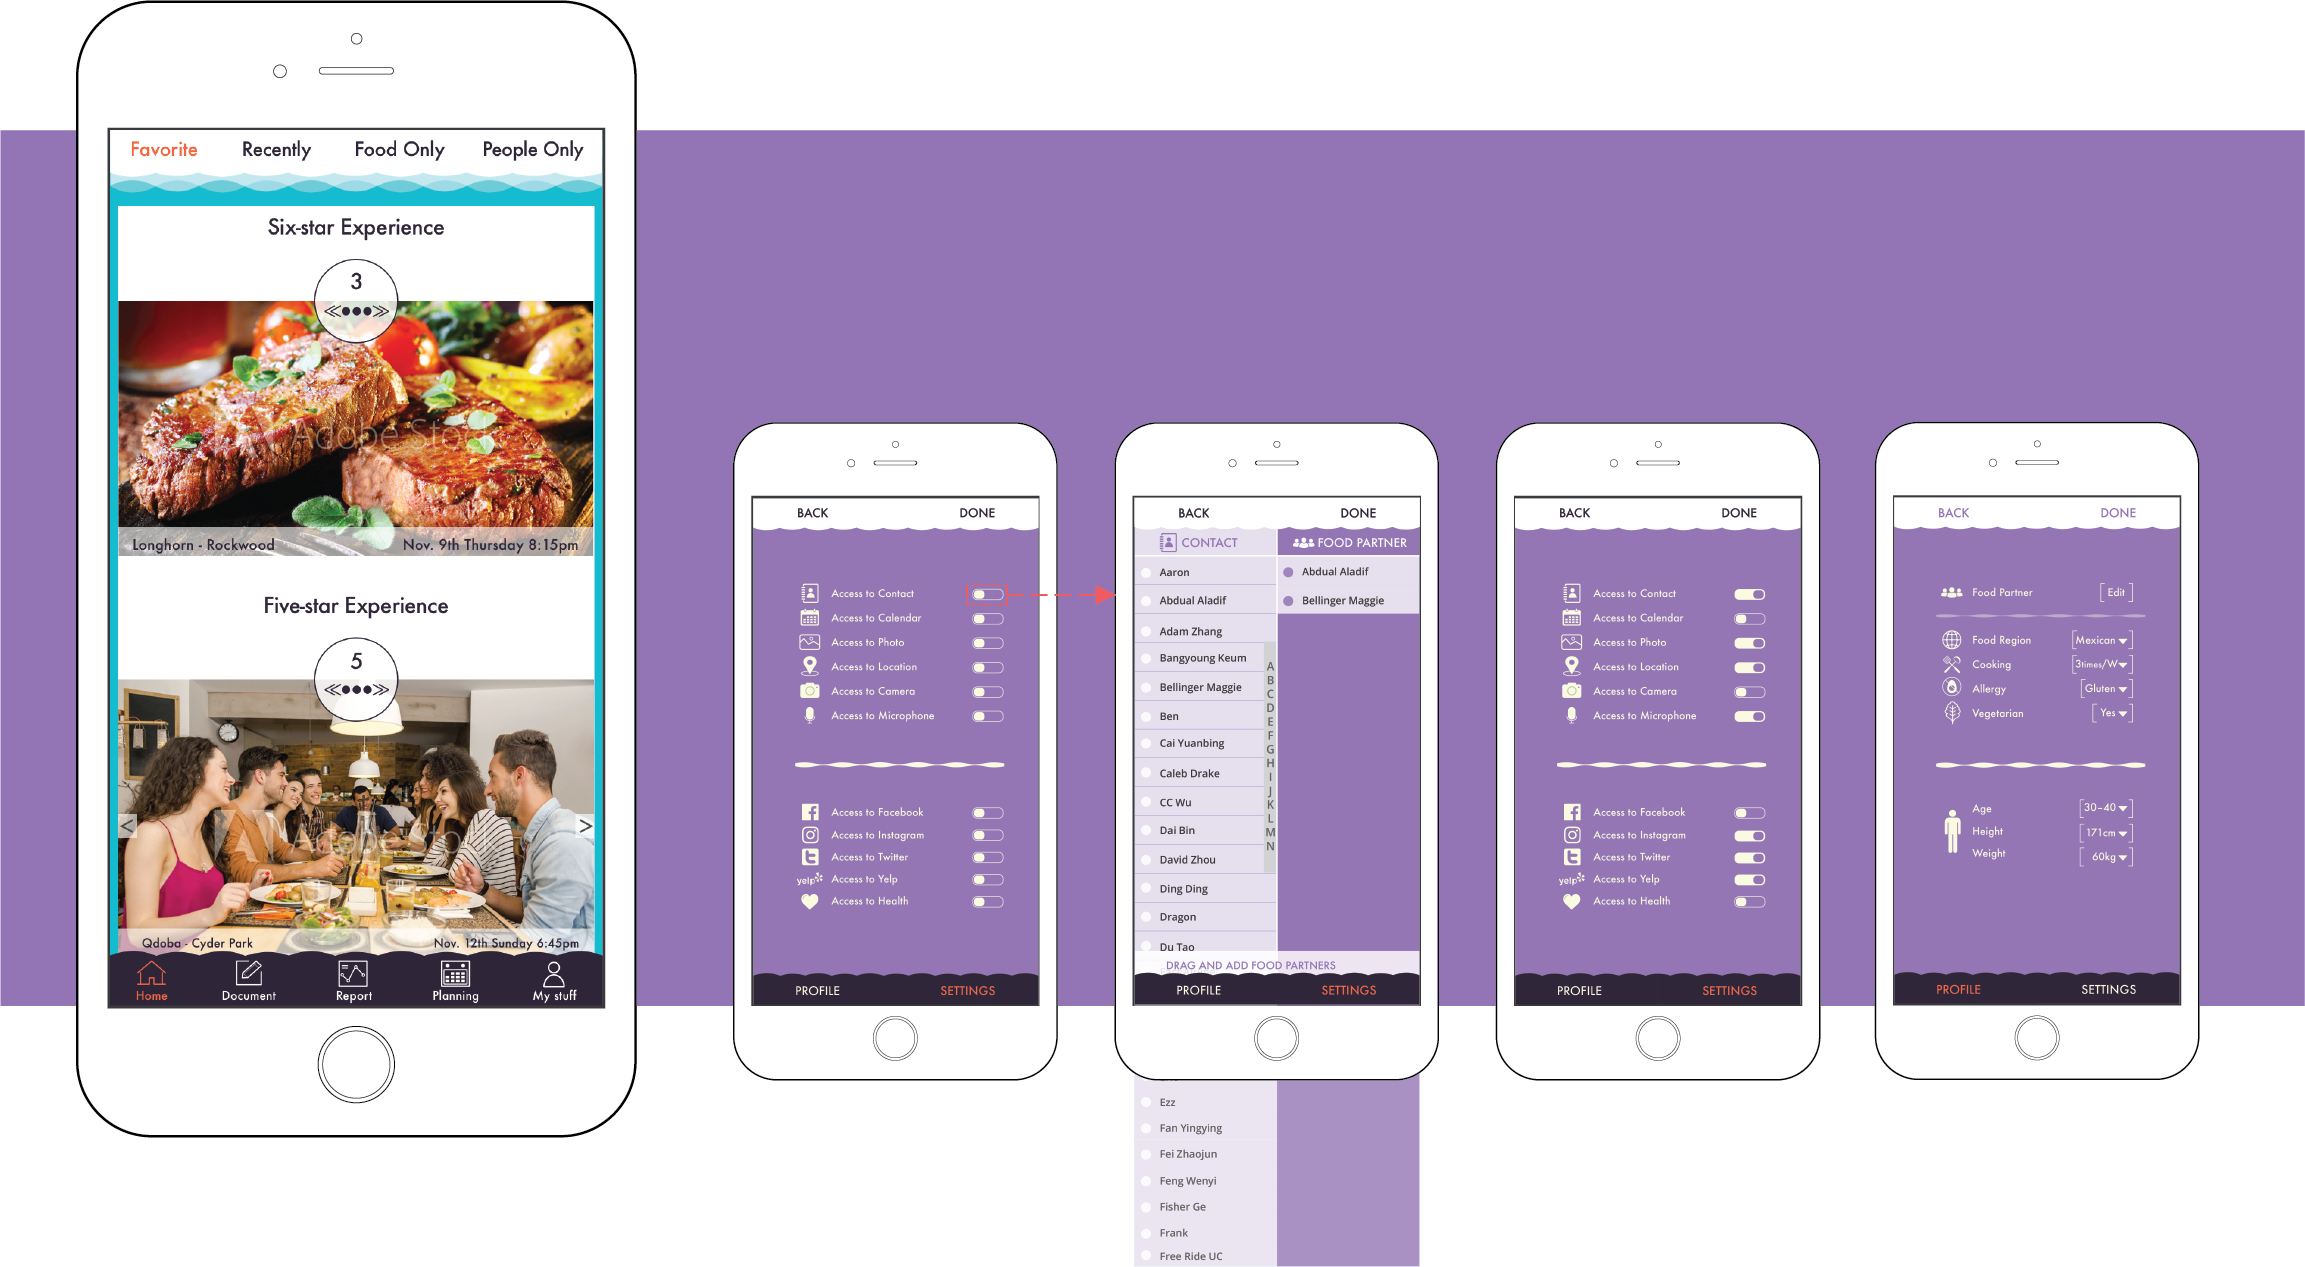 Favorite Recently Food Only People Only
Six-star Experience
3
Adobe Stock
Longhorn - Rockwood Nov. 9th Thursday 8:15pm
Five-star Experience
5
< >
Adobe Stock
Qdoba - Cyder Park Nov. 12th Sunday 6:45pm
Home Document Report Planning My stuff
BACK DONE
Access to Contact
Access to Calendar
Access to Photo
Access to Location
Access to Camera
Access to Microphone
Access to Facebook
Access to Instagram
Access to Twitter
yelp Access to Yelp
Access to Health
PROFILE SETTINGS
BACK DONE
CONTACT FOOD PARTNER
Aaron
Abdual Aladif
Adam Zhang
Bangyoung Keum
Bellinger Maggie
Ben
Cai Yuanbing
Caleb Drake
CC Wu
Dai Bin
David Zhou
Ding Ding
Dragon
Du Tao
A
B
C
D
E
F
G
H
I
J
K
L
M
N
Abdual Aladif
Bellinger Maggie
DRAG AND ADD FOOD PARTNERS
PROFILE SETTINGS
Ezz
Fan Yingying
Fei Zhaojun
Feng Wenyi
Fisher Ge
Frank
Free Ride UC
BACK DONE
Access to Contact
Access to Calendar
Access to Photo
Access to Location
Access to Camera
Access to Microphone
Access to Facebook
Access to Instagram
Access to Twitter
yelp Access to Yelp
Access to Health
PROFILE SETTINGS
BACK DONE
Food Partner [Edit]
Food Region [Mexican]
Cooking [3times/W]
Allergy [Gluten]
Vegetarian [Yes]
Age [30–40]
Height [171cm]
Weight [60kg]
PROFILE SETTINGS